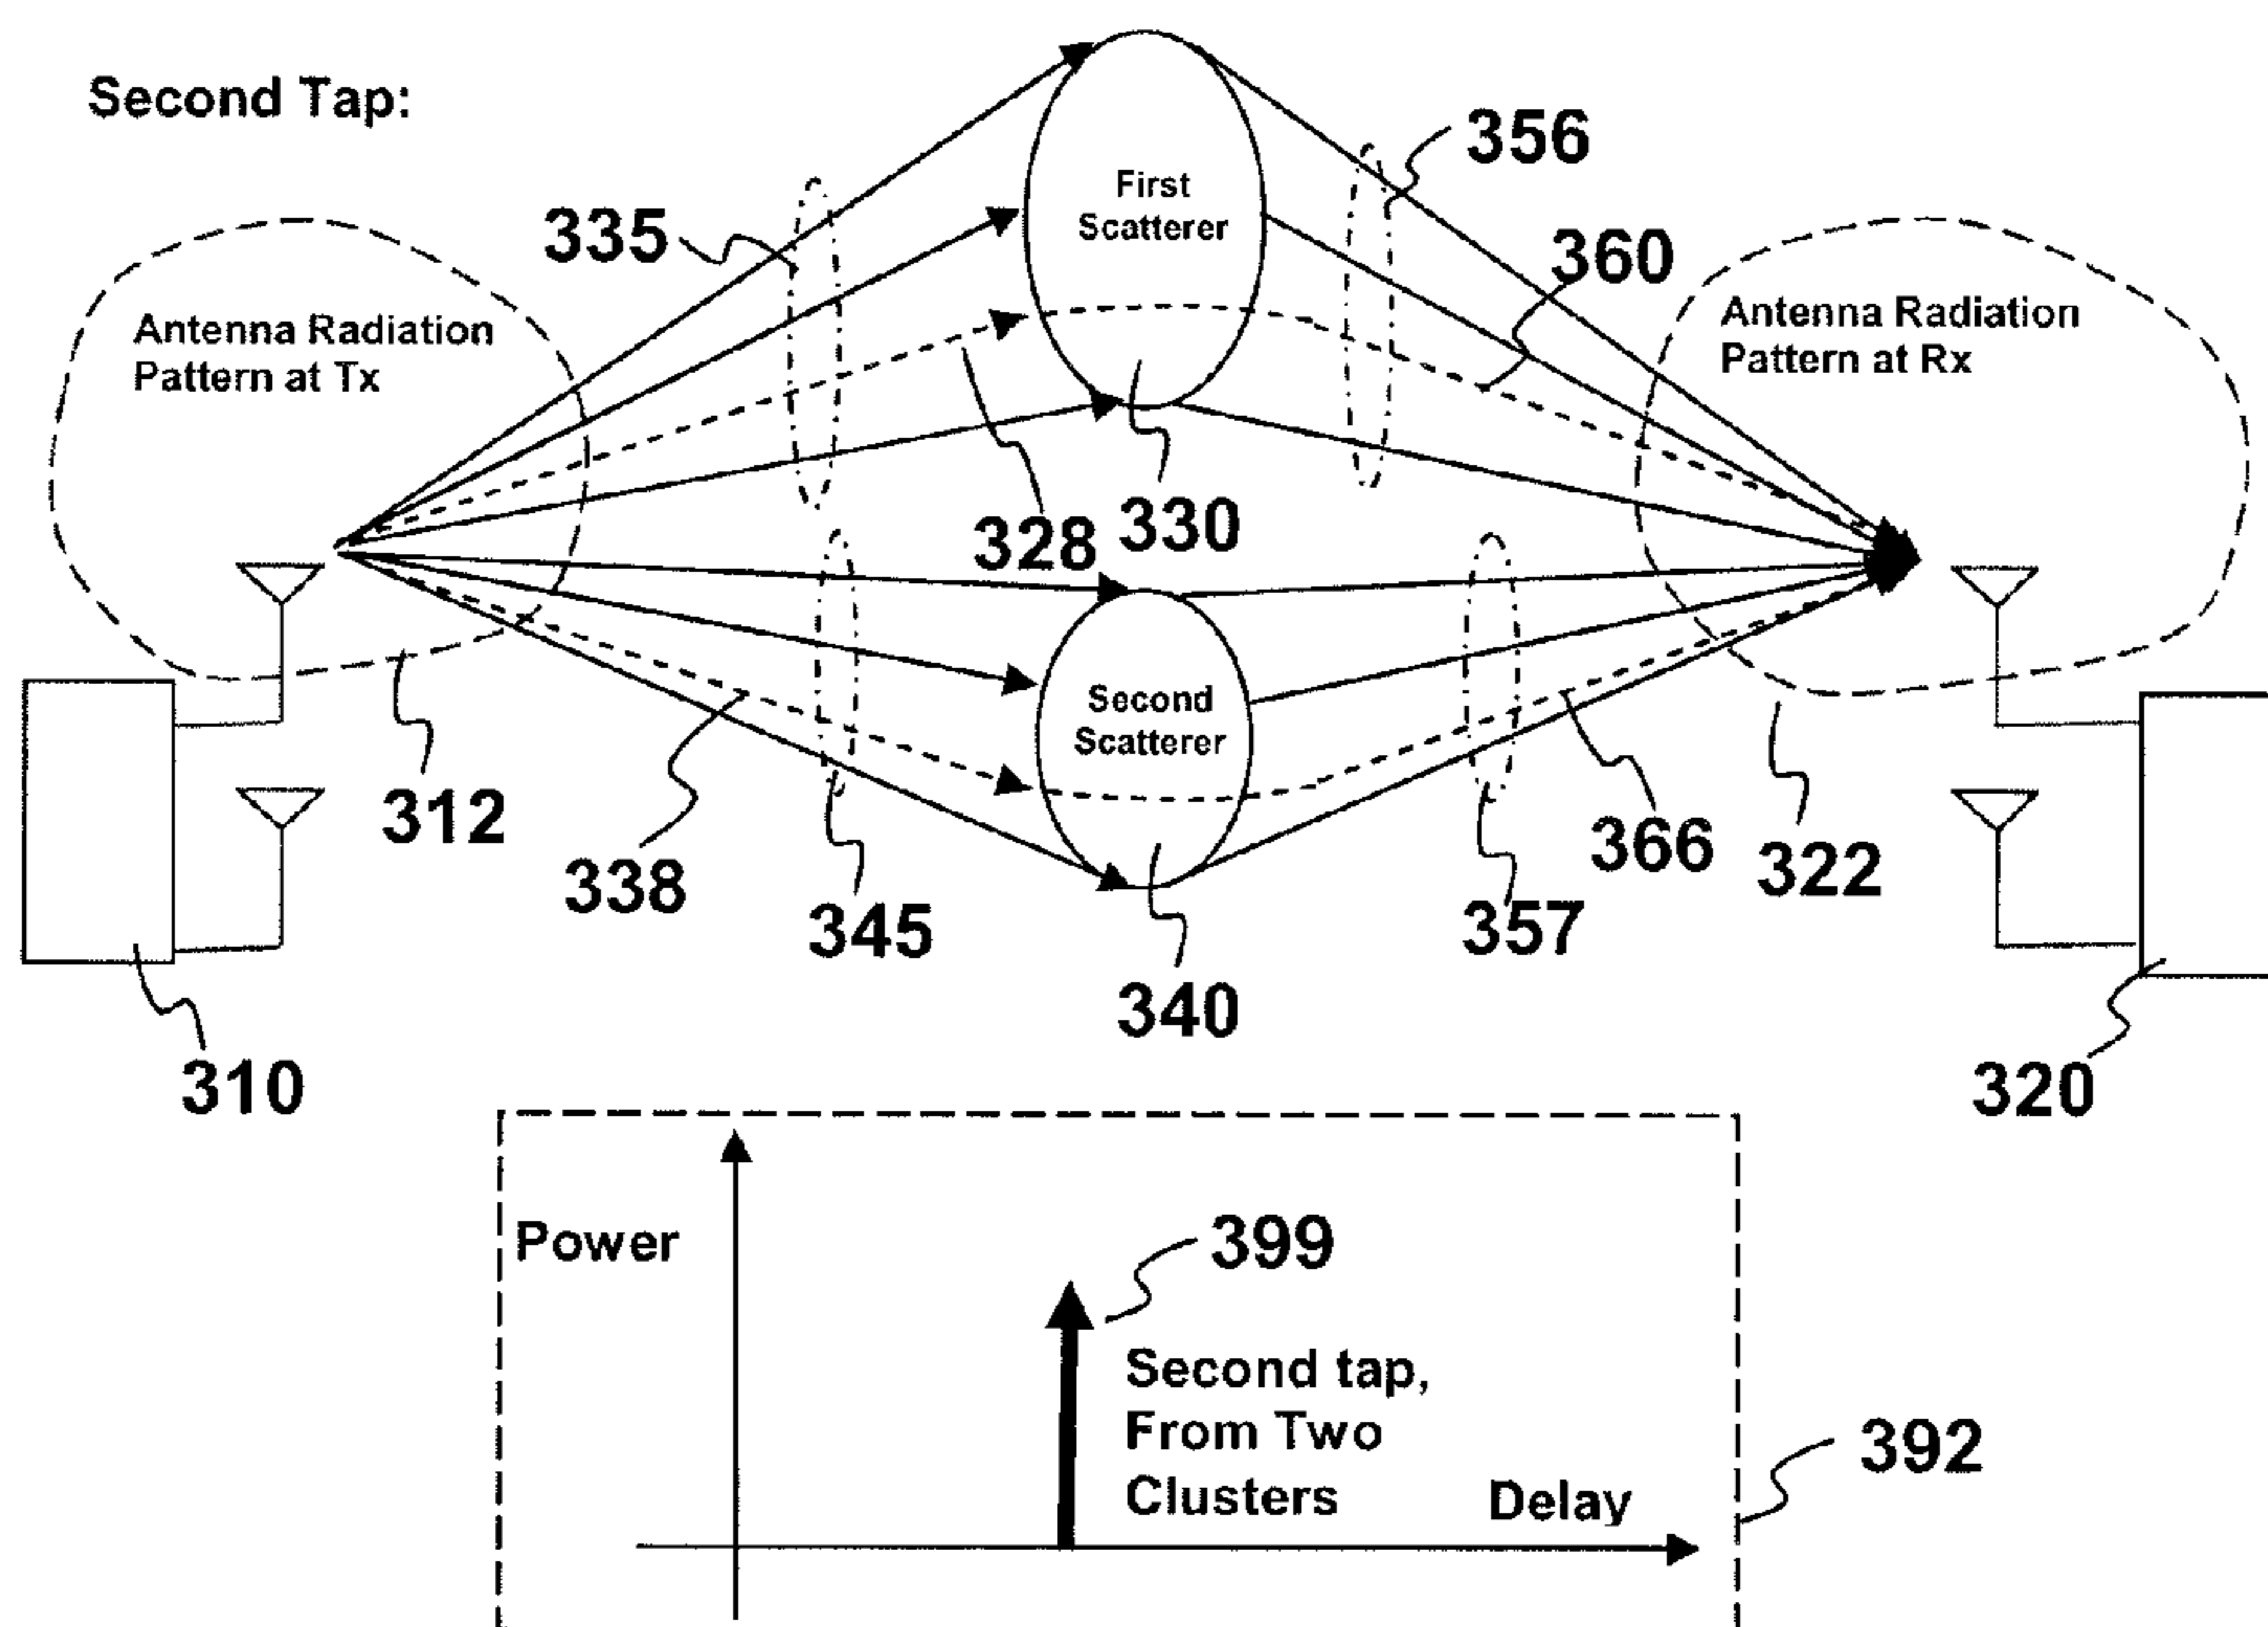 Second Tap:
356
First
Scatterer
335
360
Antenna Radiation
Pattern at Tx
Antenna Radiation
Pattern at Rx
328
330
Second
Scatterer
312
338
345
357
366
322
340
310
320
Power
399
Second tap,
From Two
Clusters
Delay
392